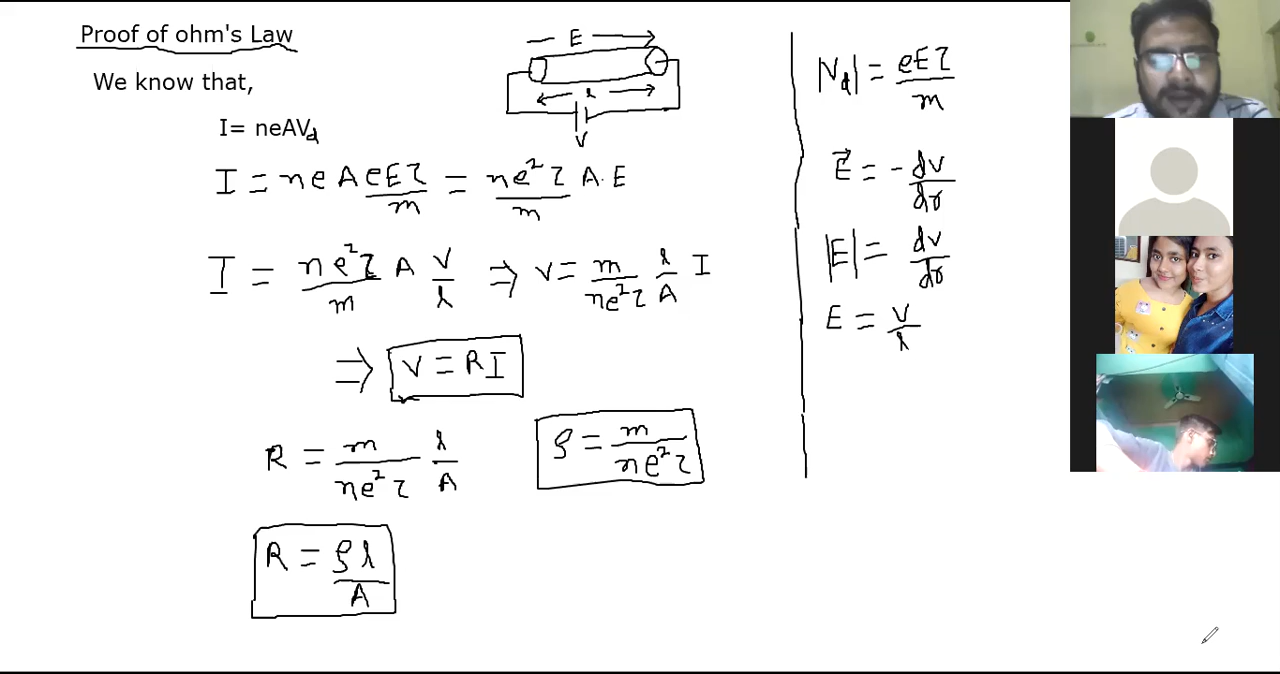 Proof of ohm's Law
We know that,
I= neAVd
I = neA eEτ/m = ne²τ/m A.E
I = ne²τ/m A V/l ⇒ V = m/ne²τ l/A I
⇒ V = RI
R = m/ne²τ l/A
ρ = m/ne²τ
R = ρl/A
E
l
V
|Vd| = eEτ/m
E⃗ = -dv/dr
|E| = dv/dr
E = V/l